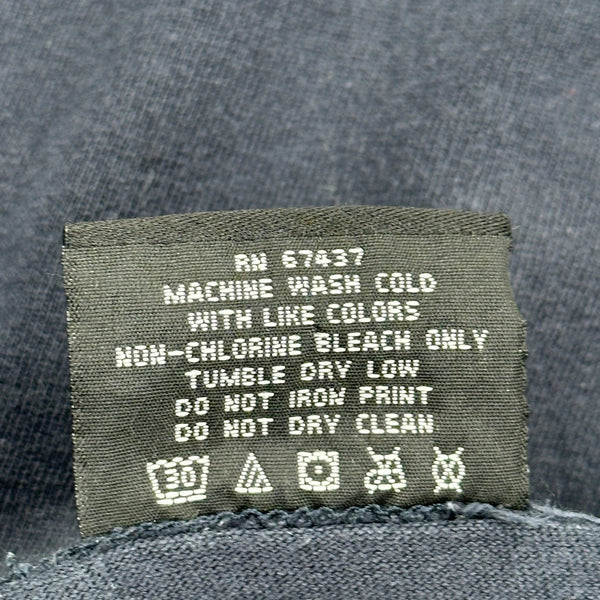 RN 67437
MACHINE WASH COLD
WITH LIKE COLORS
NON-CHLORINE BLEACH ONLY
TUMBLE DRY LOW
DO NOT IRON PRINT
DO NOT DRY CLEAN
30